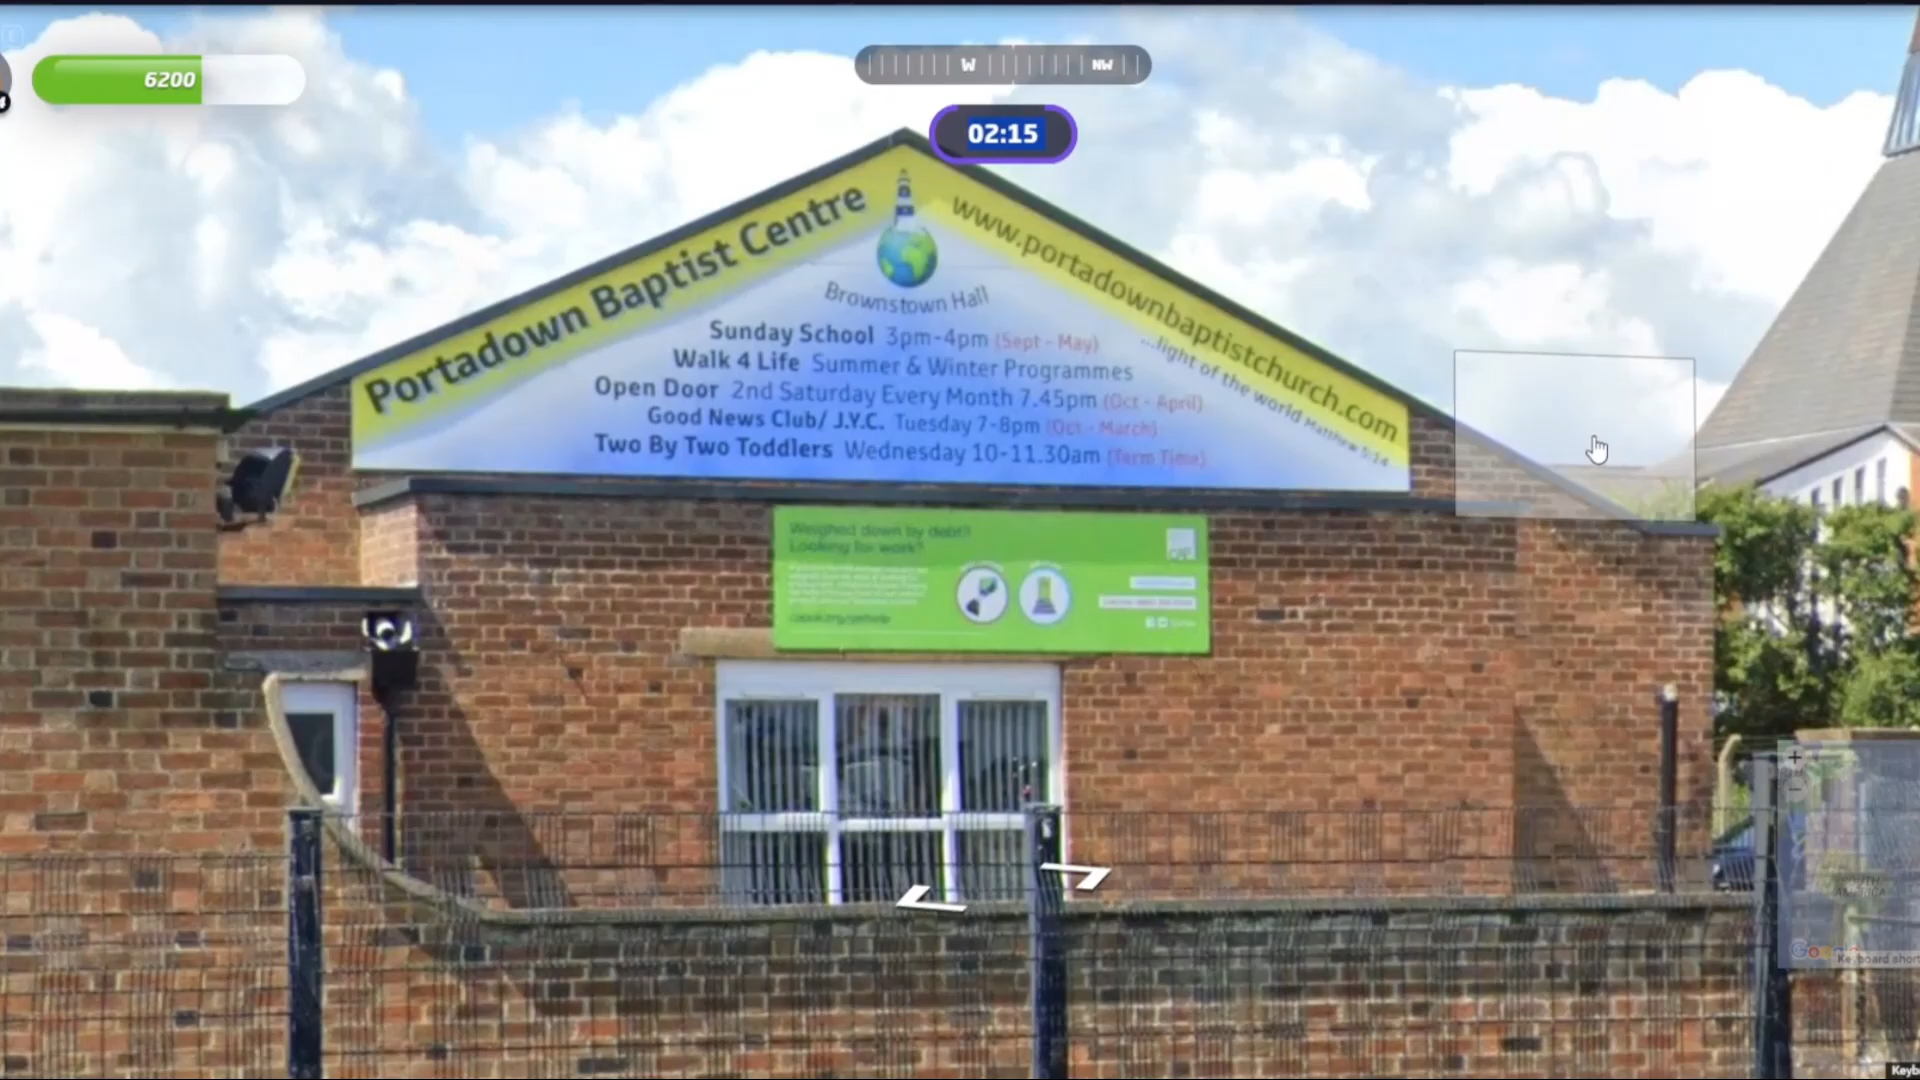 6200
W
NW
02:15
Portadown Baptist Centre
www.portadownbaptistchurch.com
...light of the world Matthew 5:14
Brownstown Hall
Sunday School 3pm-4pm (Sept - May)
Walk 4 Life Summer & Winter Programmes
Open Door 2nd Saturday Every Month 7.45pm (Oct - April)
Good News Club/ J.Y.C. Tuesday 7-8pm (Oct - March)
Two By Two Toddlers Wednesday 10-11.30am (Term Time)
Weighed down by debt?
Looking for work?